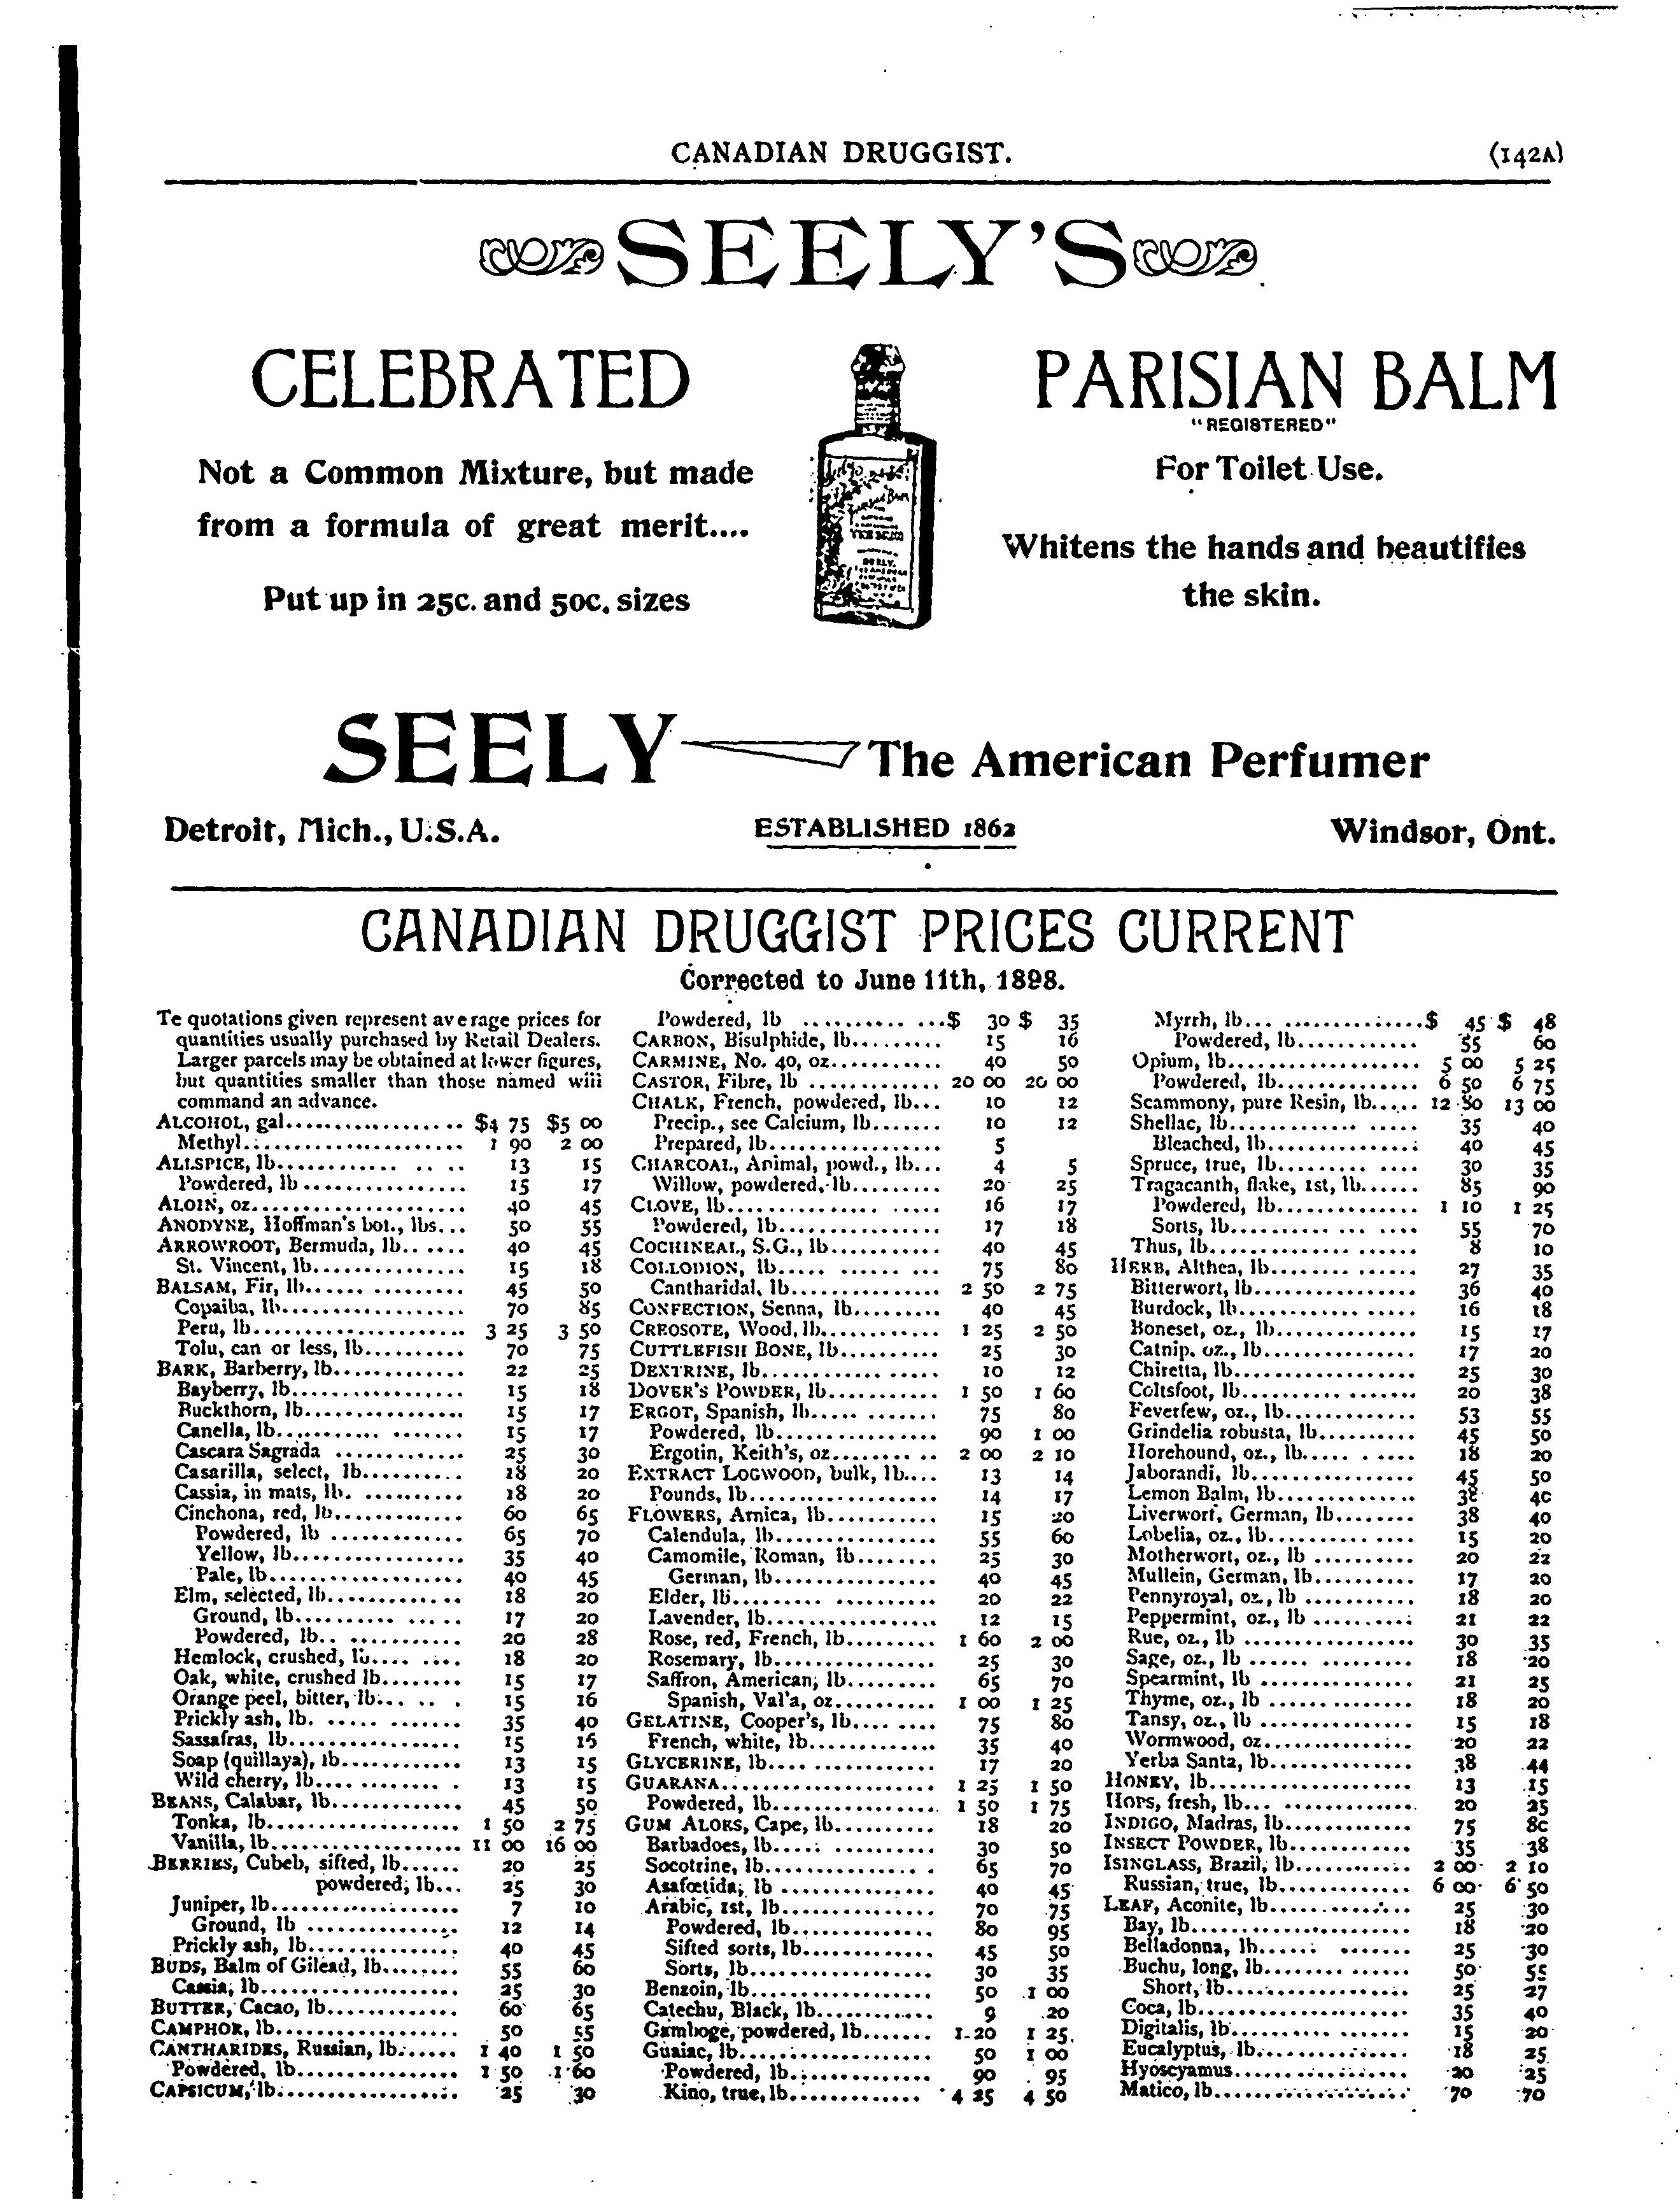 CANADIAN DRUGGIST. (142A)
SEELY'S
CELEBRATED
Not a Common Mixture, but made
from a formula of great merit....
Put up in 25c. and 50c. sizes
PARISIAN BALM
"REGISTERED"
For Toilet Use.
Whitens the hands and beautifies
the skin.
SEELY The American Perfumer
Detroit, Mich., U.S.A. ESTABLISHED 1862 Windsor, Ont.
CANADIAN DRUGGIST PRICES CURRENT
Corrected to June 11th, 1898.
Te quotations given represent average prices for
quantities usually purchased by Retail Dealers.
Larger parcels may be obtained at lower figures,
but quantities smaller than those named will
command an advance.
ALCOHOL, gal.................. $4 75 $5 00
Methyl...................... 1 90 2 00
ALLSPICE, lb............ .. .. 13 15
Powdered, lb ................ 15 17
ALOIN, oz..................... 40 45
ANODYNE, Hoffman's bot., lbs... 50 55
ARROWROOT, Bermuda, lb.. ..... 40 45
St. Vincent, lb............... 15 18
BALSAM, Fir, lb...... ......... 45 50
Copaiba, lb.................. 70 85
Peru, lb..................... 3 25 3 50
Tolu, can or less, lb.......... 70 75
BARK, Barberry, lb............. 22 25
Bayberry, lb................. 15 18
Buckthorn, lb................ 15 17
Canella, lb........... ....... 15 17
Cascara Sagrada ............ 25 30
Casarilla, select, lb.......... 18 20
Cassia, in mats, lb. .......... 18 20
Cinchona, red, lb............. 60 65
Powdered, lb ............. 65 70
Yellow, lb................. 35 40
Pale, lb.................... 40 45
Elm, selected, lb............. 18 20
Ground, lb.......... ..... 17 20
Powdered, lb.. ........... 20 28
Hemlock, crushed, lb.... .... 18 20
Oak, white, crushed lb........ 15 17
Orange peel, bitter, lb... .. . 15 16
Prickly ash, lb. ..... ....... 35 40
Sassafras, lb................. 15 16
Soap (quillaya), lb............ 13 15
Wild cherry, lb............. . 13 15
BEANS, Calabar, lb............. 45 50
Tonka, lb................... 1 50 2 75
Vanilla, lb................... 11 00 16 00
BERRIES, Cubeb, sifted, lb...... 20 25
powdered, lb... 25 30
Juniper, lb................... 7 10
Ground, lb ............... 12 14
Prickly ash, lb............... 40 45
BUDS, Balm of Gilead, lb........ 55 60
Cassia, lb.................... 25 30
BUTTER, Cacao, lb............. 60 65
CAMPHOR, lb.................. 50 55
CANTHARIDES, Russian, lb...... 1 40 1 50
Powdered, lb................ 1 50 1 60
CAPSICUM, lb.................. 25 30
Powdered, lb .......... ...$ 30 $ 35
CARBON, Bisulphide, lb......... 15 16
CARMINE, No. 40, oz........... 40 50
CASTOR, Fibre, lb ............. 20 00 20 00
CHALK, French, powdered, lb... 10 12
Precip., see Calcium, lb....... 10 12
Prepared, lb................. 5
CHARCOAL, Animal, powd., lb... 4 5
Willow, powdered, lb......... 20 25
CLOVE, lb.............. ..... 16 17
Powdered, lb................ 17 18
COCHINEAL, S.G., lb........... 40 45
COLLODION, lb..... ...... ... 75 80
Cantharidal, lb............... 2 50 2 75
CONFECTION, Senna, lb......... 40 45
CREOSOTE, Wood, lb............ 1 25 2 50
CUTTLEFISH BONE, lb.......... 25 30
DEXTRINE, lb............ ..... 10 12
DOVER'S POWDER, lb........... 1 50 1 60
ERGOT, Spanish, lb..... ....... 75 80
Powdered, lb................ 90 1 00
Ergotin, Keith's, oz........ .. 2 00 2 10
EXTRACT LOGWOOD, bulk, lb.... 13 14
Pounds, lb................... 14 17
FLOWERS, Arnica, lb........... 15 20
Calendula, lb................ 55 60
Camomile, Roman, lb........ 25 30
German, lb................ 40 45
Elder, lb......... .......... 20 22
Lavender, lb................. 12 15
Rose, red, French, lb......... 1 60 2 00
Rosemary, lb................ 25 30
Saffron, American, lb......... 65 70
Spanish, Val'a, oz.......... 1 00 1 25
GELATINE, Cooper's, lb.... .... 75 80
French, white, lb............. 35 40
GLYCERINE, lb.... ........... 17 20
GUARANA..................... 1 25 1 50
Powdered, lb................. 1 50 1 75
GUM ALOES, Cape, lb.......... 18 20
Barbadoes, lb..... .......... 30 50
Socotrine, lb................. 65 70
Asafœtida, lb ............... 40 45
Arabic, 1st, lb............... 70 75
Powdered, lb.............. 80 95
Sifted sorts, lb............. 45 50
Sorts, lb.................. 30 35
Benzoin, lb.................. 50 1 00
Catechu, Black, lb............ 9 20
Gamboge, powdered, lb....... 1 20 1 25
Guaiac, lb................... 50 1 00
Powdered, lb.............. 90 95
Kino, true, lb............. 4 25 4 50
Myrrh, lb... ...............$ 45 $ 48
Powdered, lb............ 55 60
Opium, lb................... 5 00 5 25
Powdered, lb.............. 6 50 6 75
Scammony, pure Resin, lb..... 12 80 13 00
Shellac, lb............. ..... 35 40
Bleached, lb............... 40 45
Spruce, true, lb......... .... 30 35
Tragacanth, flake, 1st, lb...... 85 90
Powdered, lb.............. 1 10 1 25
Sorts, lb.......... ... .... 55 70
Thus, lb.............. ...... 8 10
HERB, Althea, lb........ ...... 27 35
Bitterwort, lb................ 36 40
Burdock, lb............ ..... 16 18
Boneset, oz., lb.............. 15 17
Catnip, oz., lb............... 17 20
Chiretta, lb.................. 25 30
Coltsfoot, lb.......... ....... 20 38
Feverfew, oz., lb............. 53 55
Grindelia robusta, lb.......... 45 50
Horehound, oz., lb..... . .... 18 20
Jaborandi, lb................ 45 50
Lemon Balm, lb.............. 38 40
Liverwort, German, lb........ 38 40
Lobelia, oz., lb............... 15 20
Motherwort, oz., lb .......... 20 22
Mullein, German, lb.......... 17 20
Pennyroyal, oz., lb ........... 18 20
Peppermint, oz., lb .......... 21 22
Rue, oz., lb ................. 30 35
Sage, oz., lb ...... ......... 18 20
Spearmint, lb ................ 21 25
Thyme, oz., lb .............. 18 20
Tansy, oz., lb ............... 15 18
Wormwood, oz............... 20 22
Yerba Santa, lb.............. 38 44
HONEY, lb.................... 13 15
HOPS, fresh, lb... ............. 20 25
INDIGO, Madras, lb............. 75 80
INSECT POWDER, lb............. 35 38
ISINGLASS, Brazil, lb........... 2 00 2 10
Russian, true, lb............. 6 00 6 50
LEAF, Aconite, lb.............. 25 30
Bay, lb...................... 18 20
Belladonna, lb...... ....... 25 30
Buchu, long, lb........ ...... 50 55
Short, lb.................. 25 27
Coca, lb..................... 35 40
Digitalis, lb.......... ....... 15 20
Eucalyptus, lb............... 18 25
Hyoscyamus................. 20 25
Matico, lb................... 70 70